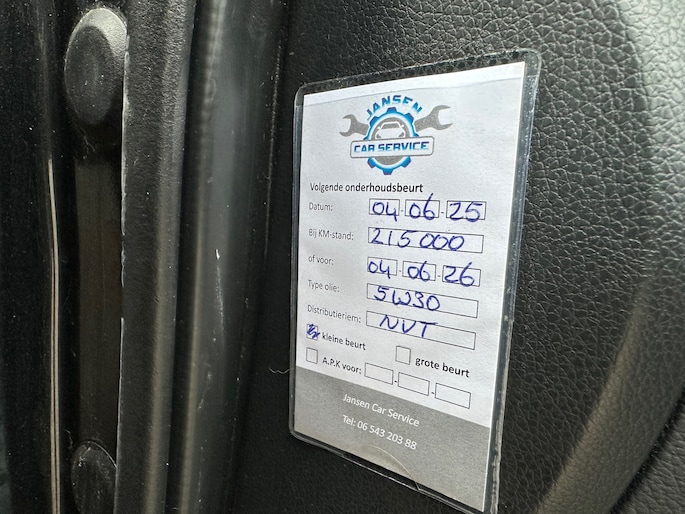 JANSEN
CAR SERVICE
Volgende onderhoudsbeurt
Datum: 04-06-25
Bij KM-stand: 215000
of voor: 04-06-26
Type olie: 5W30
Distributieriem: NVT
kleine beurt grote beurt
A.P.K voor: - -
Jansen Car Service
Tel: 06 543 203 88